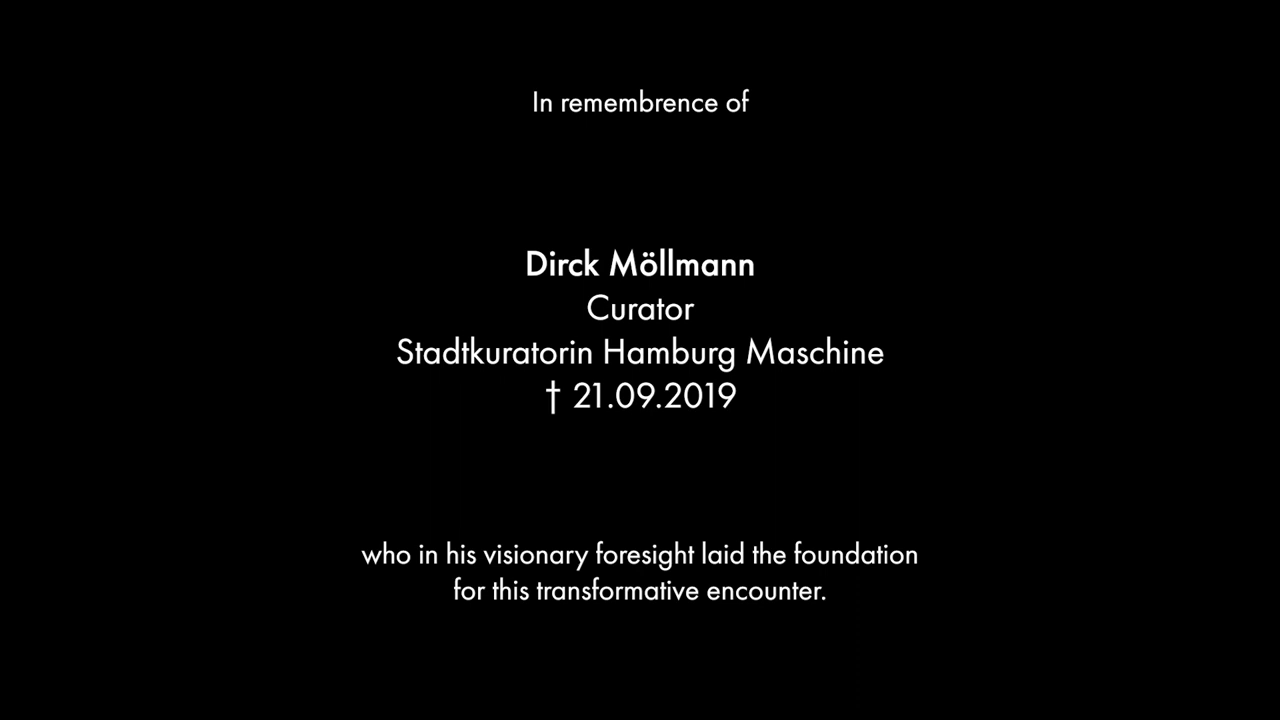 In remembrence of
Dirck Möllmann
Curator
Stadtkuratorin Hamburg Maschine
† 21.09.2019
who in his visionary foresight laid the foundation
for this transformative encounter.